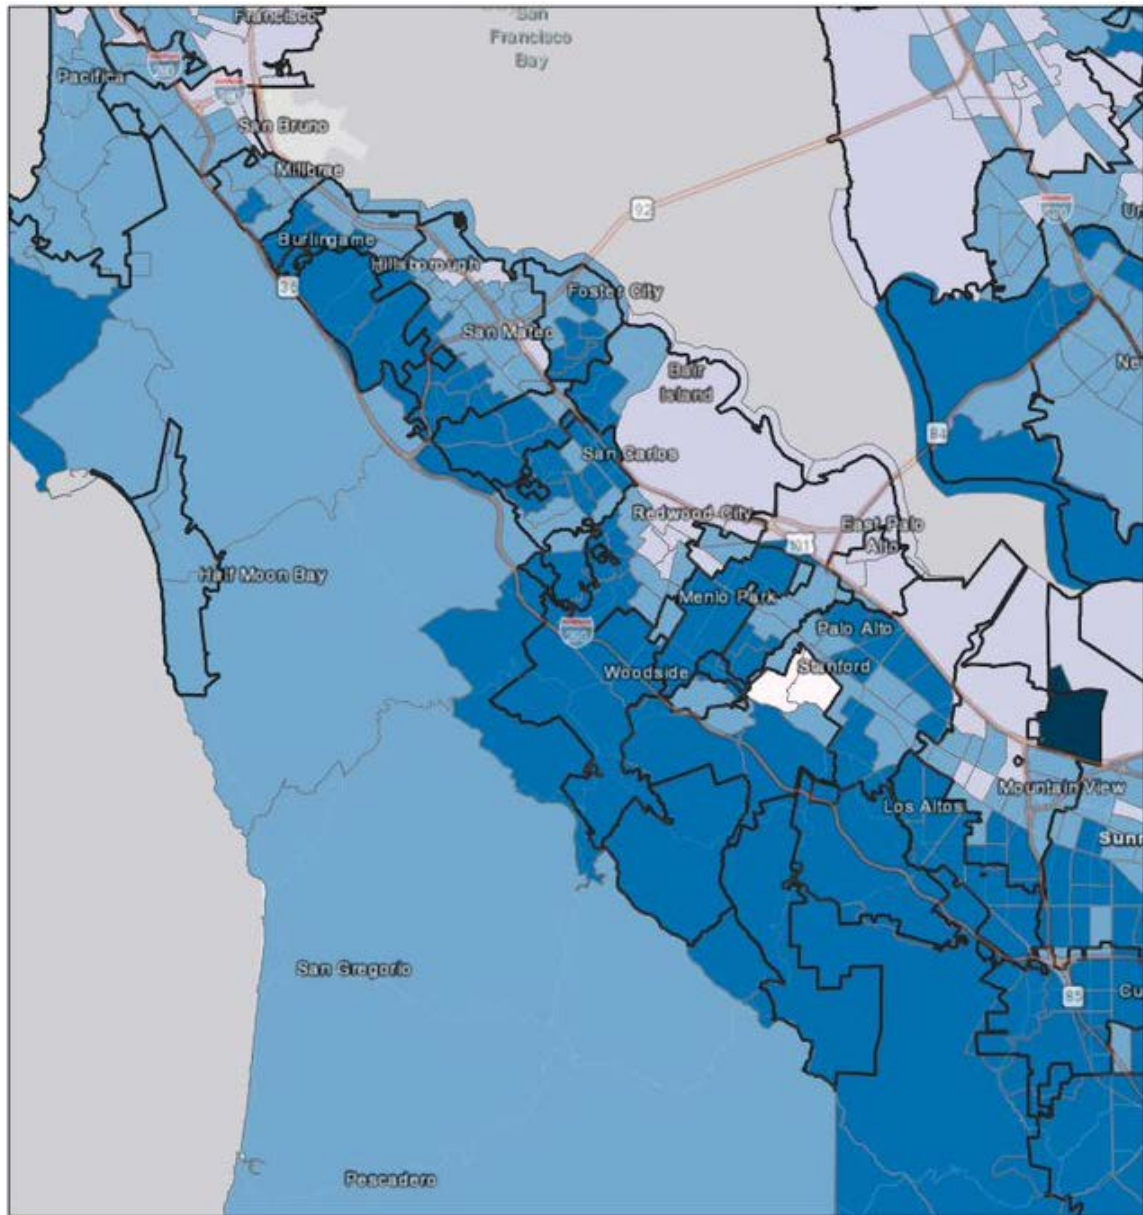 Francisco
San
Francisco
Bay
Pacifica
San Bruno
Millbrae
92
Burlingame
Hillsborough
35
Foster City
San Mateo
Bair
Island
84
San Carlos
Redwood City
East Palo
Alto
101
Half Moon Bay
Menlo Park
Palo Alto
280
Woodside
Stanford
Mountain View
Los Altos
Sunn
San Gregorio
85
Cu
Pescadero